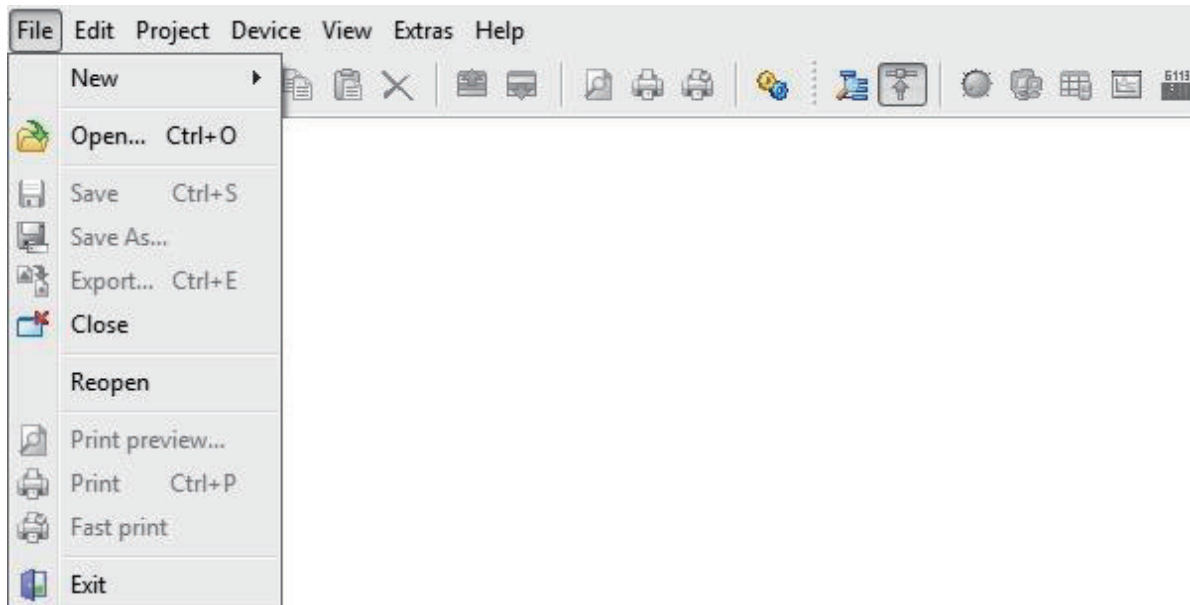 File Edit Project Device View Extras Help
New
Open... Ctrl+O
Save Ctrl+S
Save As...
Export... Ctrl+E
Close
Reopen
Print preview...
Print Ctrl+P
Fast print
Exit